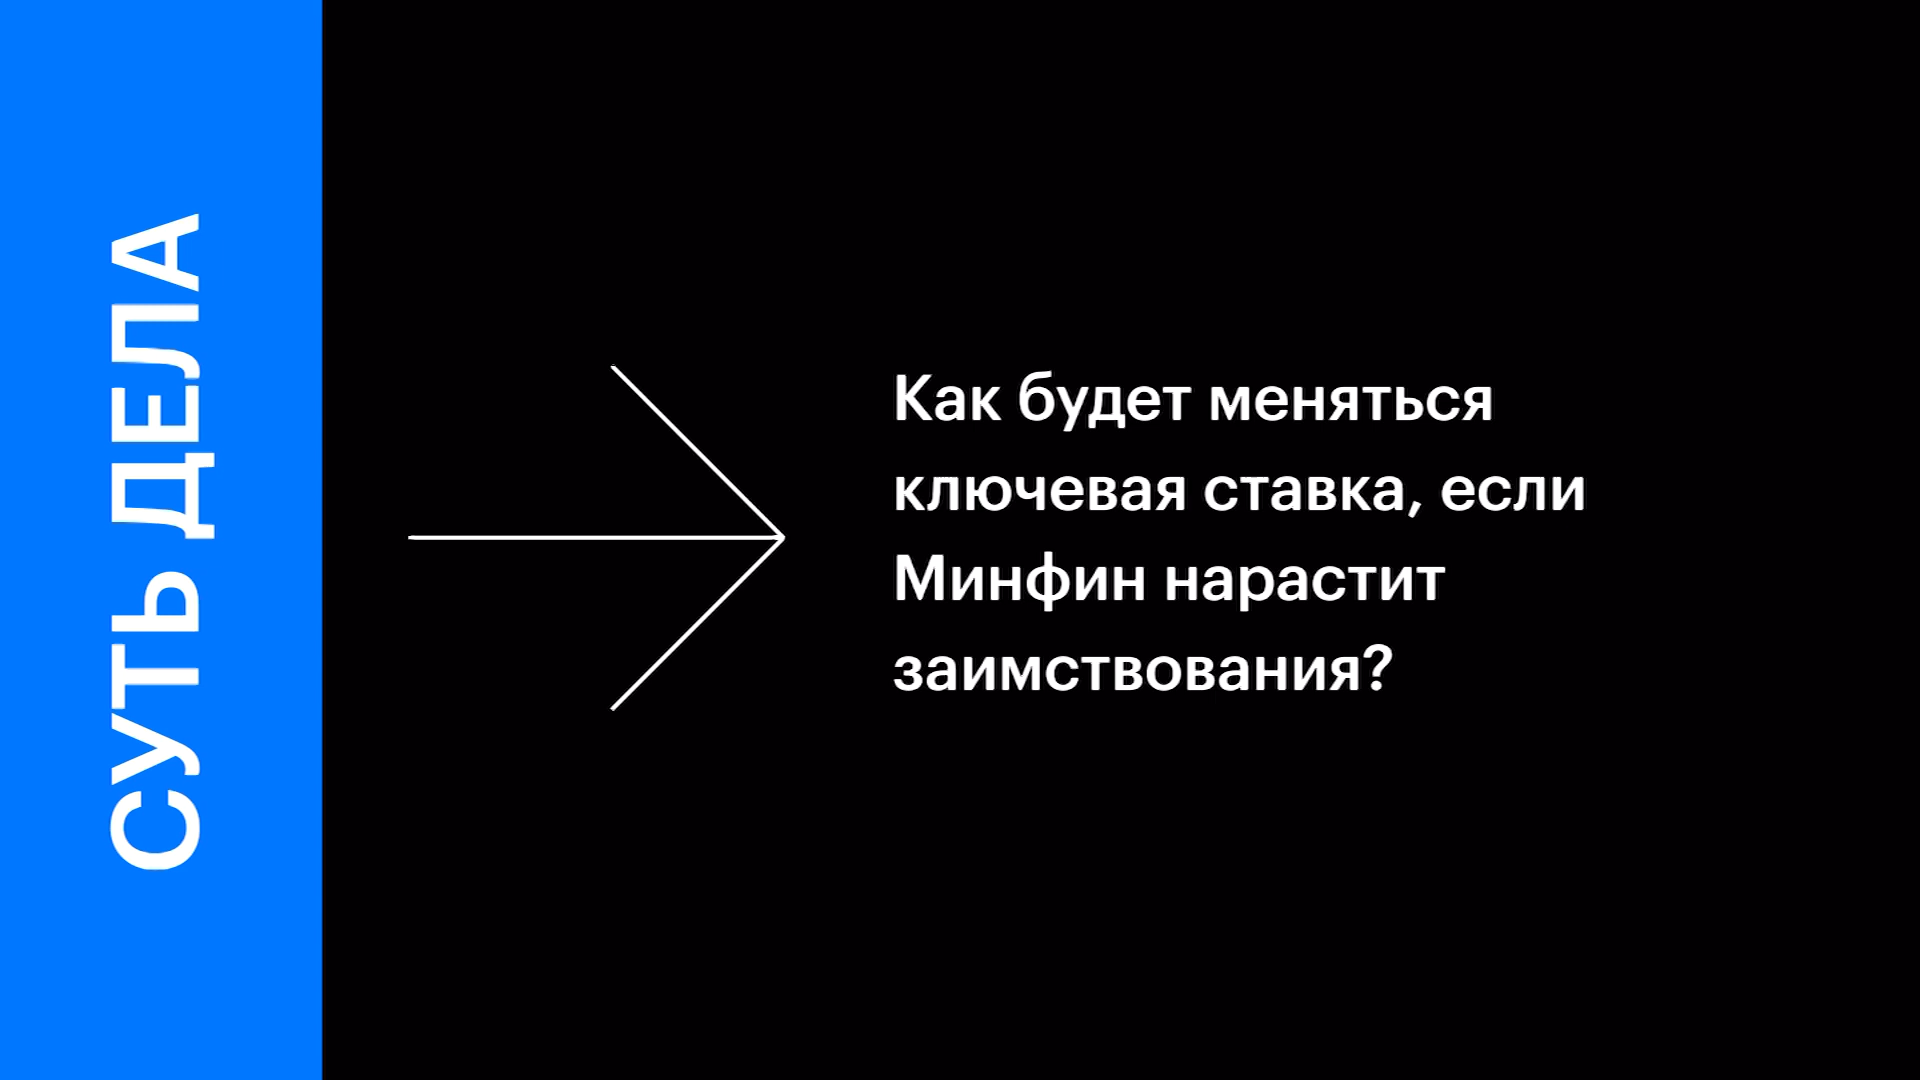 СУТЬ ДЕЛА
Как будет меняться
ключевая ставка, если
Минфин нарастит
заимствования?